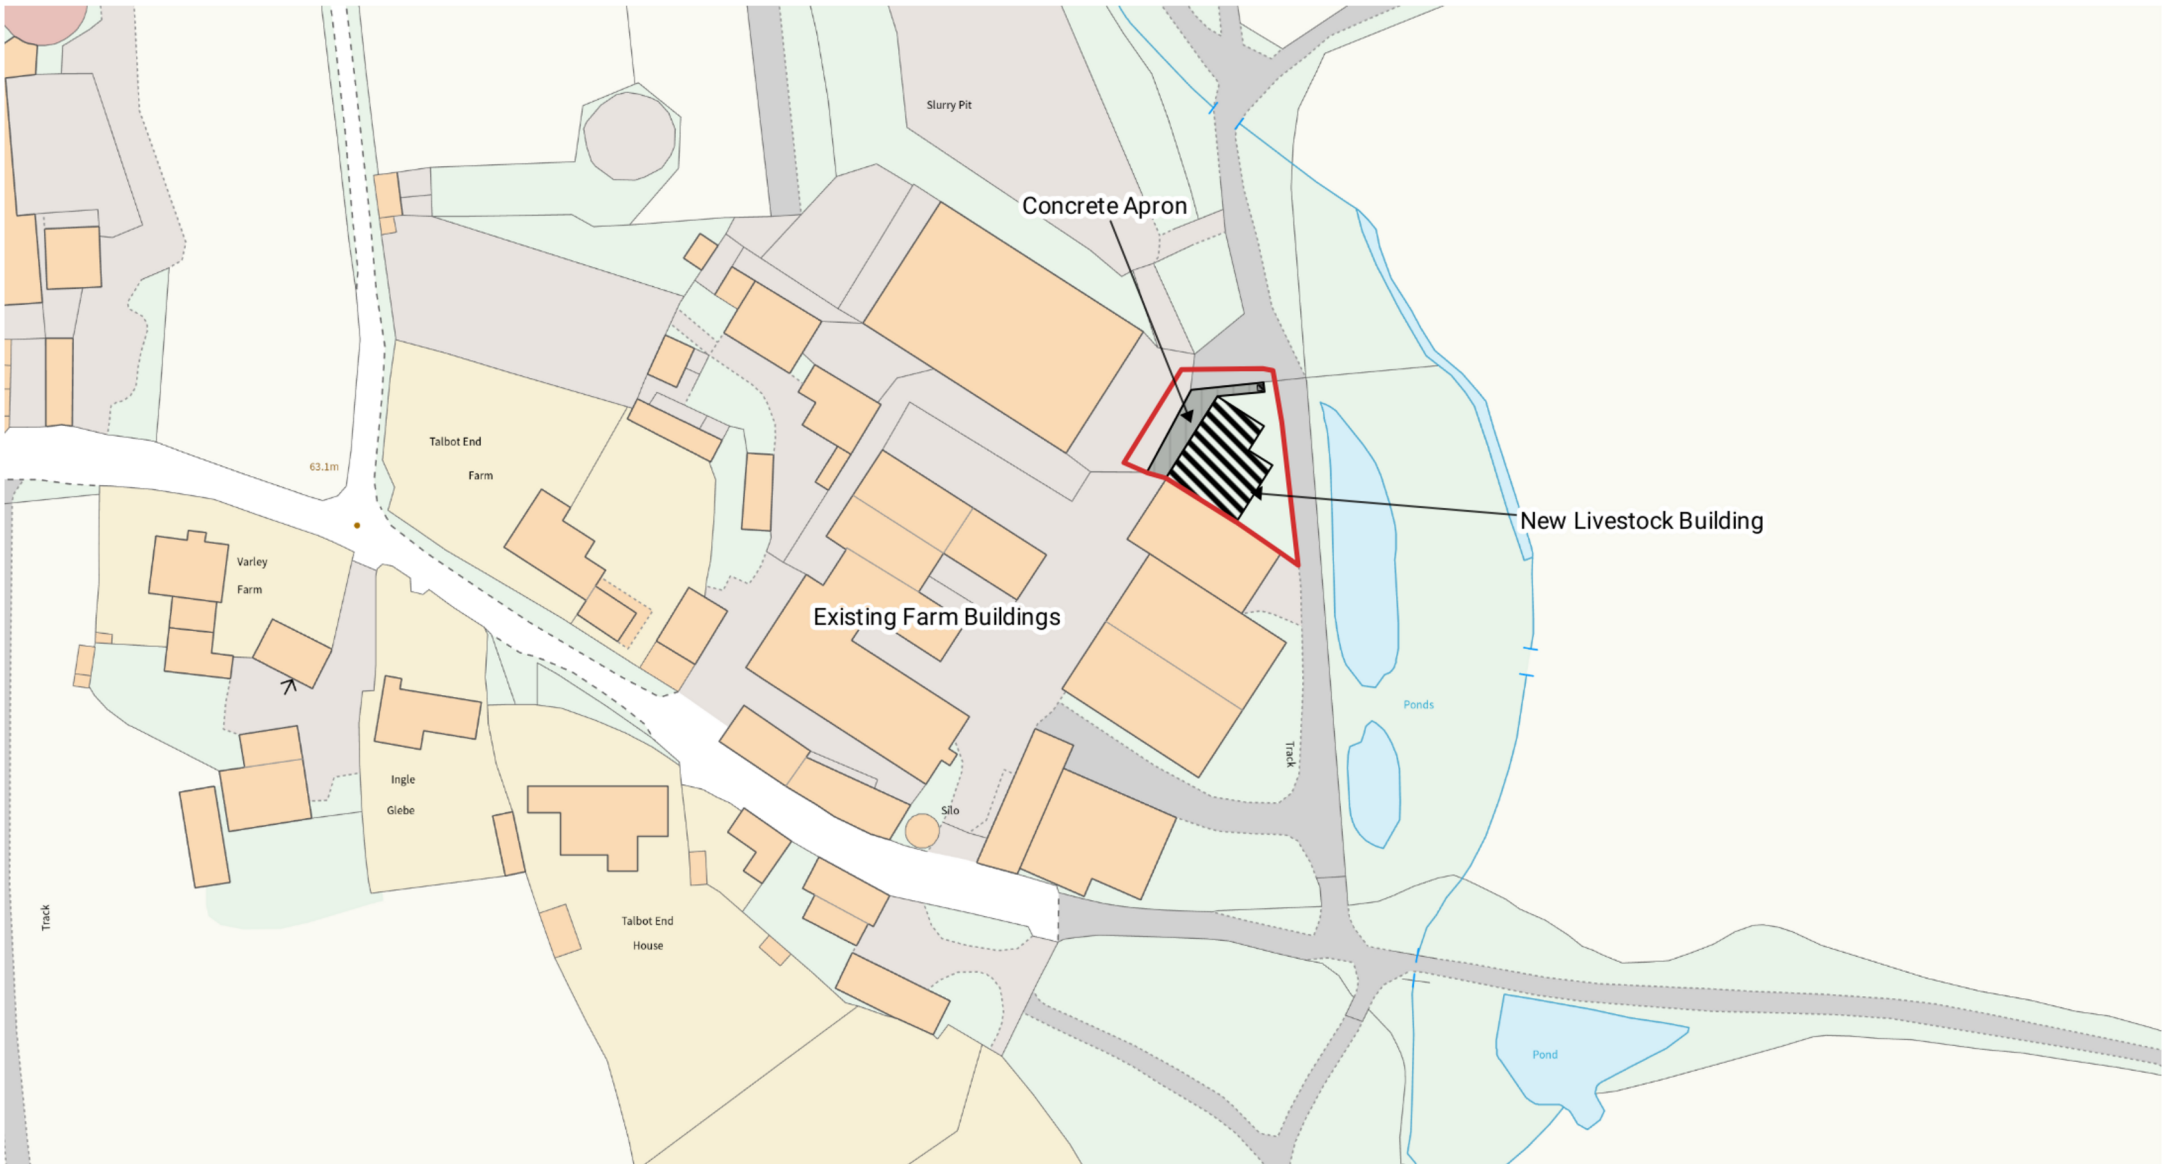 Slurry Pit
Concrete Apron
Talbot End
Farm
63.1m
New Livestock Building
Varley
Farm
Existing Farm Buildings
Ponds
Track
Ingle
Glebe
Silo
Track
Talbot End
House
Pond